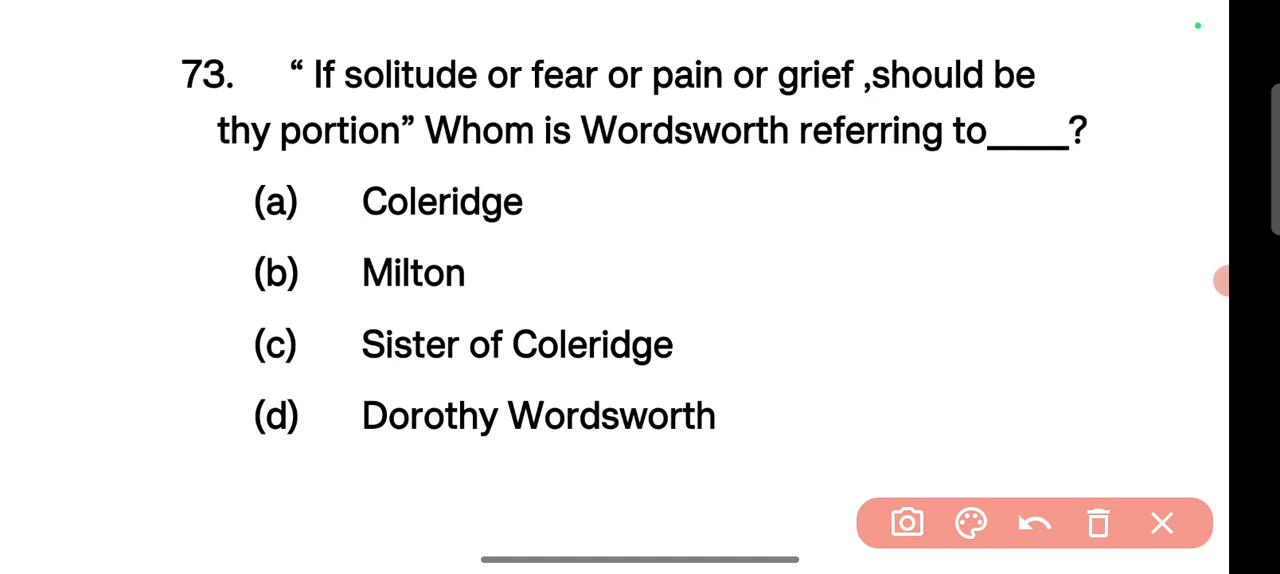 73. “ If solitude or fear or pain or grief ,should be
thy portion” Whom is Wordsworth referring to_____?
(a) Coleridge
(b) Milton
(c) Sister of Coleridge
(d) Dorothy Wordsworth